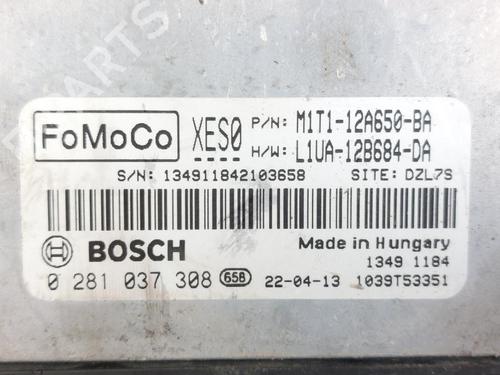 PARTS
FoMoCo XES0 P/N: M1T1-12A650-BA
H/W: L1UA-12B684-DA
S/N: 134911842103658 SITE: DZL7S
BOSCH Made in Hungary
1349 1184
0 281 037 308 658 22-04-13 1039T53351